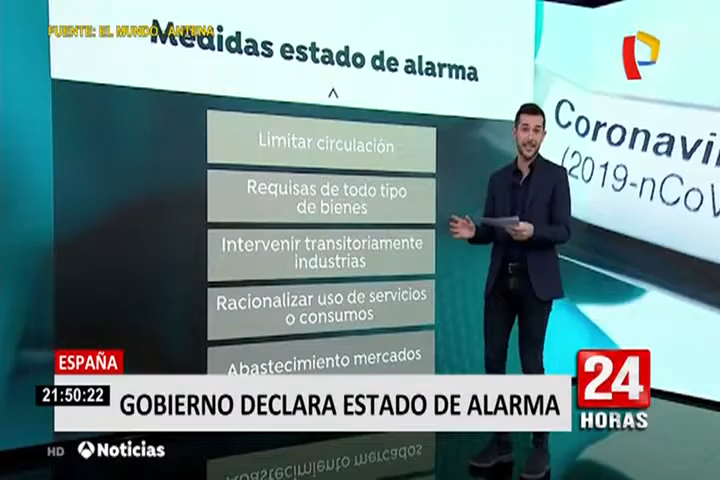 FUENTE: EL MUNDO - ANTENA
Medidas estado de alarma
Limitar circulación
Requisas de todo tipo
de bienes
Intervenir transitoriamente
industrias
Racionalizar uso de servicios
o consumos
Abastecimiento mercados
Coronavi
(2019-nCoV
ESPAÑA
21:50:22
GOBIERNO DECLARA ESTADO DE ALARMA
24
HORAS
HD
Noticias
Abastecimiento mercados